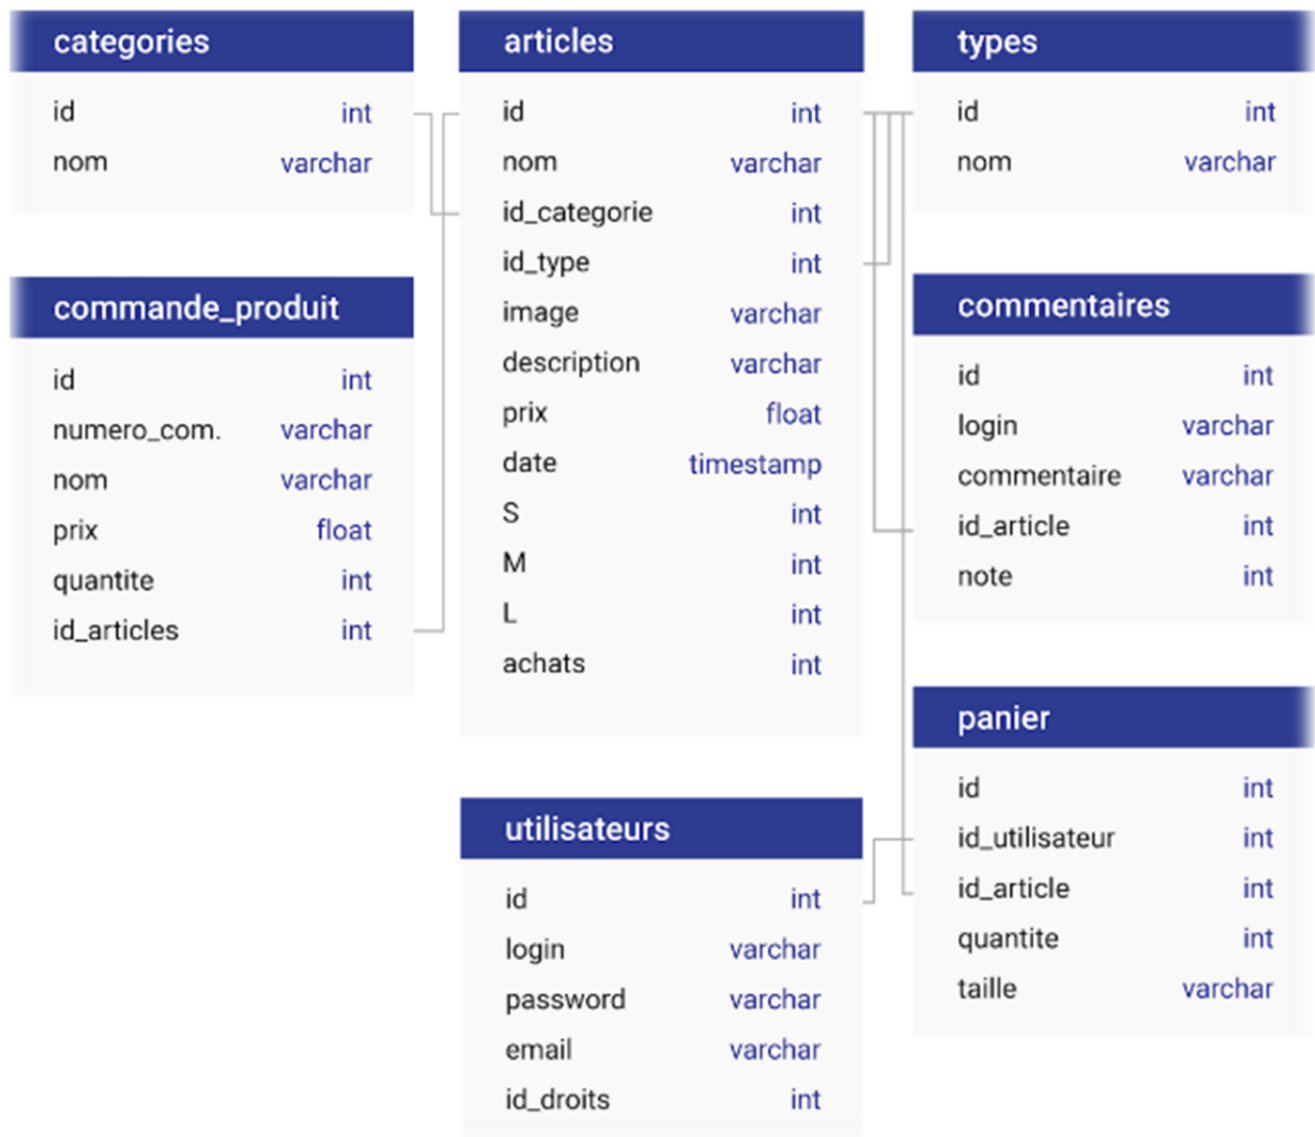 categories
id int
nom varchar
commande_produit
id int
numero_com. varchar
nom varchar
prix float
quantite int
id_articles int
articles
id int
nom varchar
id_categorie int
id_type int
image varchar
description varchar
prix float
date timestamp
S int
M int
L int
achats int
utilisateurs
id int
login varchar
password varchar
email varchar
id_droits int
types
id int
nom varchar
commentaires
id int
login varchar
commentaire varchar
id_article int
note int
panier
id int
id_utilisateur int
id_article int
quantite int
taille varchar